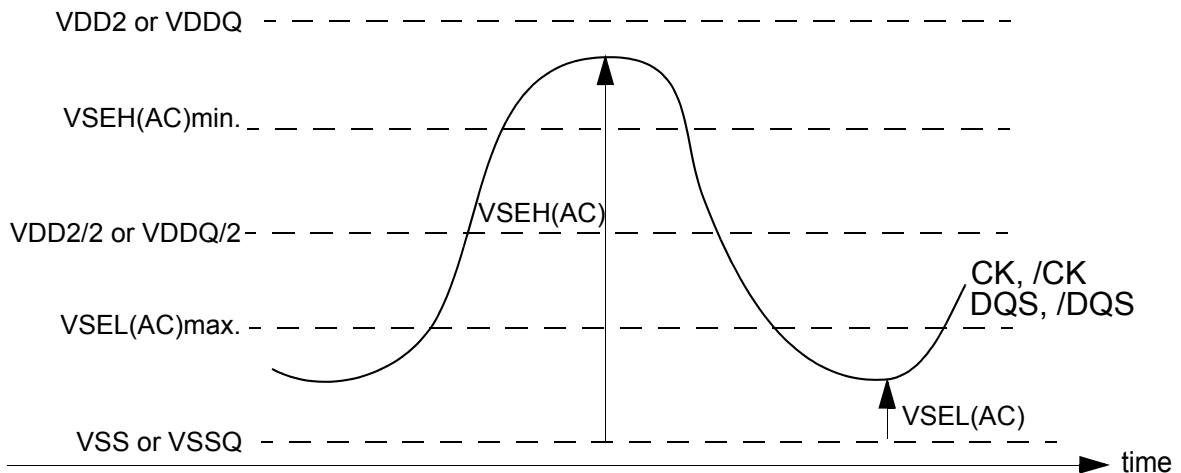 VDD2 or VDDQ
VSEH(AC)min.
VSEH(AC)
VDD2/2 or VDDQ/2
CK, /CK
DQS, /DQS
VSEL(AC)max.
VSEL(AC)
VSS or VSSQ
time